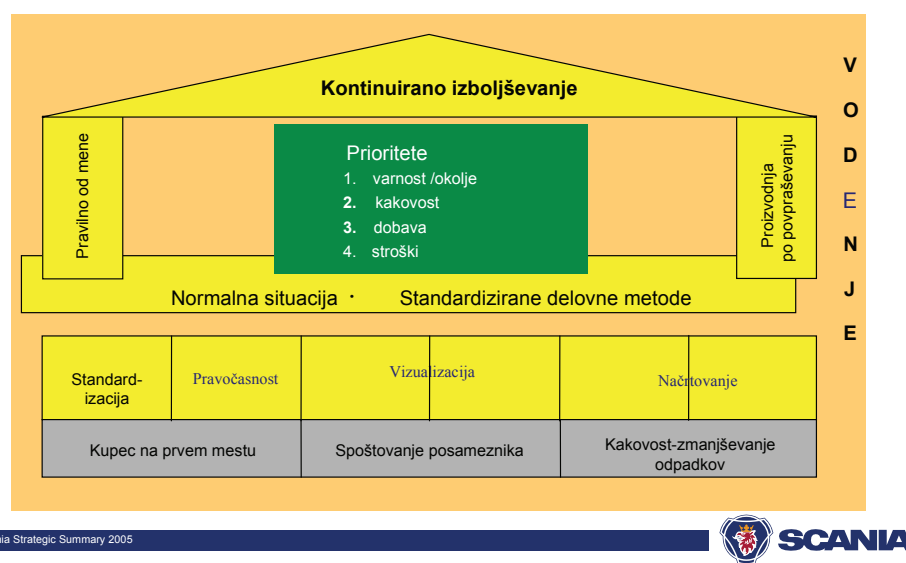 Kontinuirano izboljševanje
Pravilno od mene
Prioritete
1. varnost /okolje
2. kakovost
3. dobava
4. stroški
Proizvodnja
po povpraševanju
V
O
D
E
N
J
E
Normalna situacija · Standardizirane delovne metode
Standard-
izacija
Pravočasnost
Vizualizacija
Načrtovanje
Kupec na prvem mestu
Spoštovanje posameznika
Kakovost-zmanjševanje
odpadkov
nia Strategic Summary 2005
SCANIA